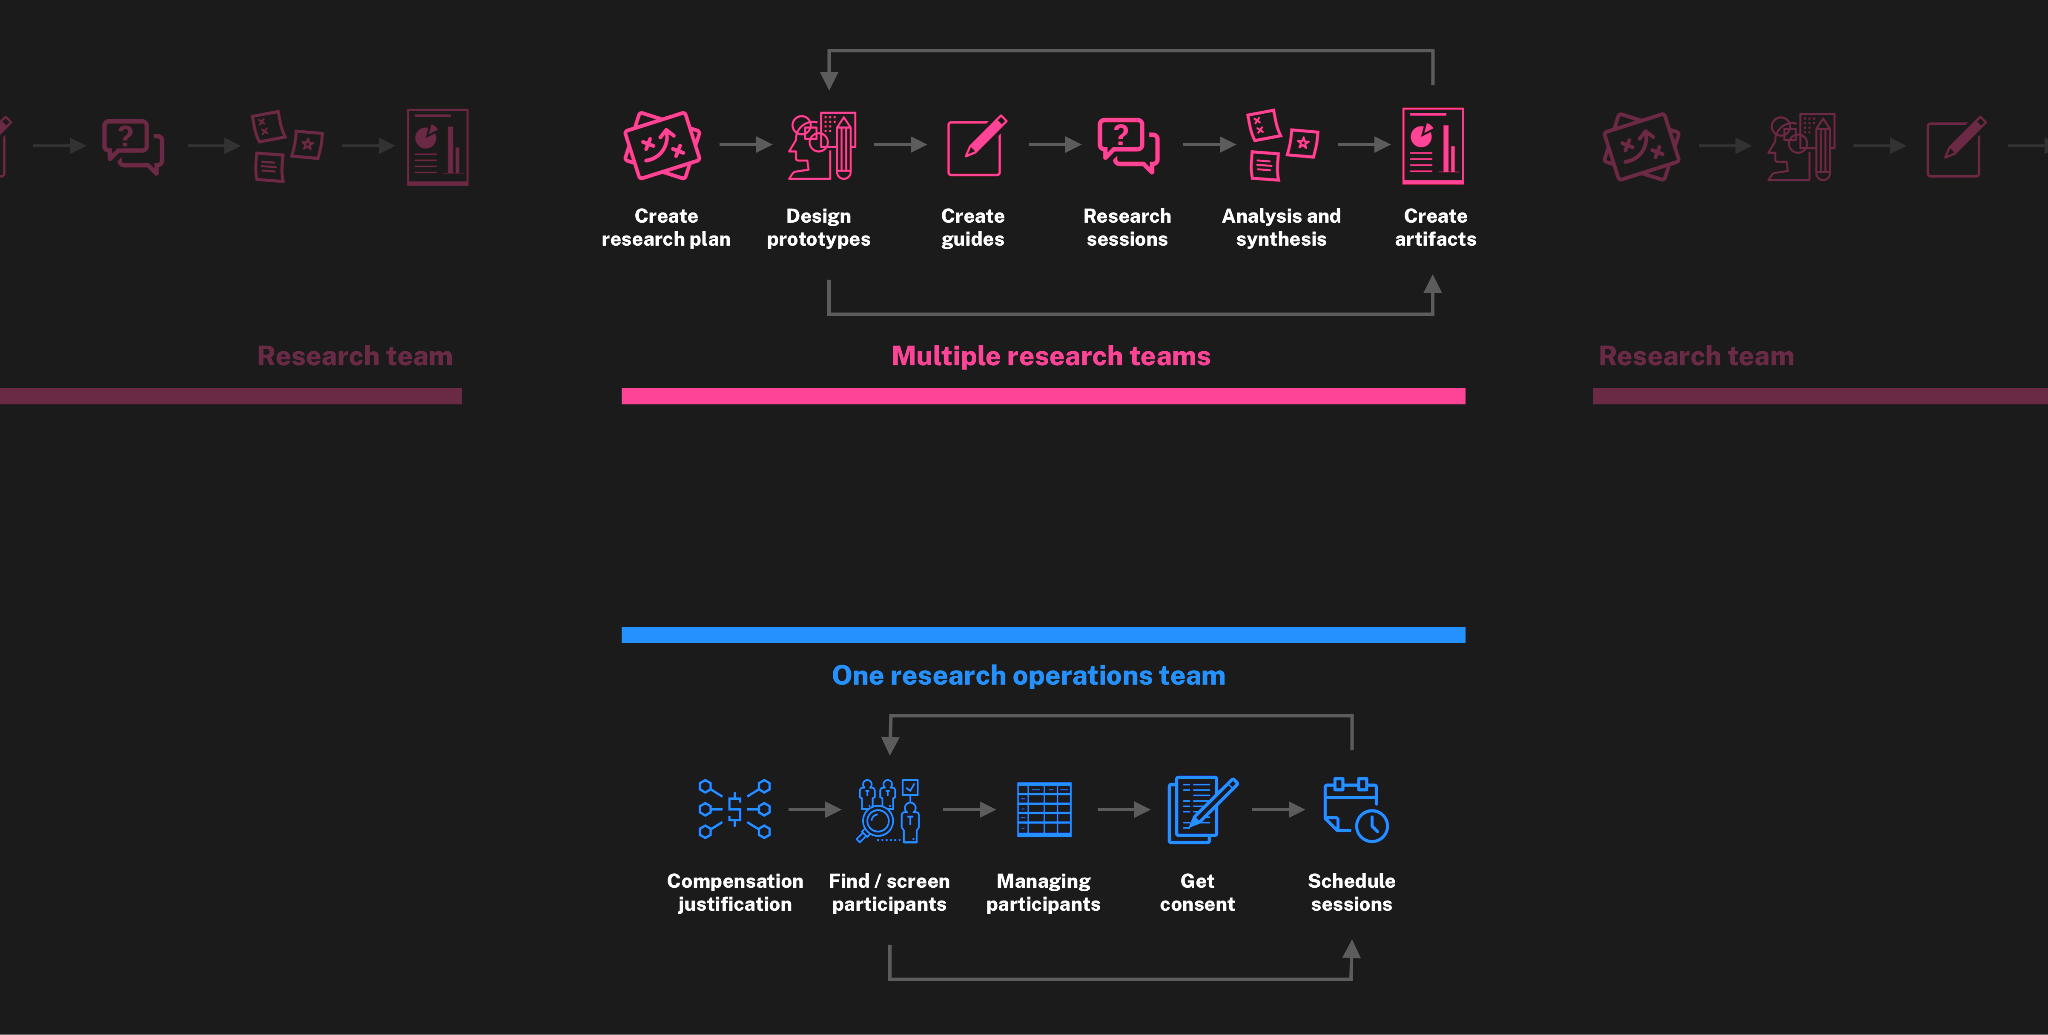 Create
research plan
Design
prototypes
Create
guides
Research
sessions
Analysis and
synthesis
Create
artifacts
Research team
Multiple research teams
Research team
One research operations team
Compensation
justification
Find / screen
participants
Managing
participants
Get
consent
Schedule
sessions